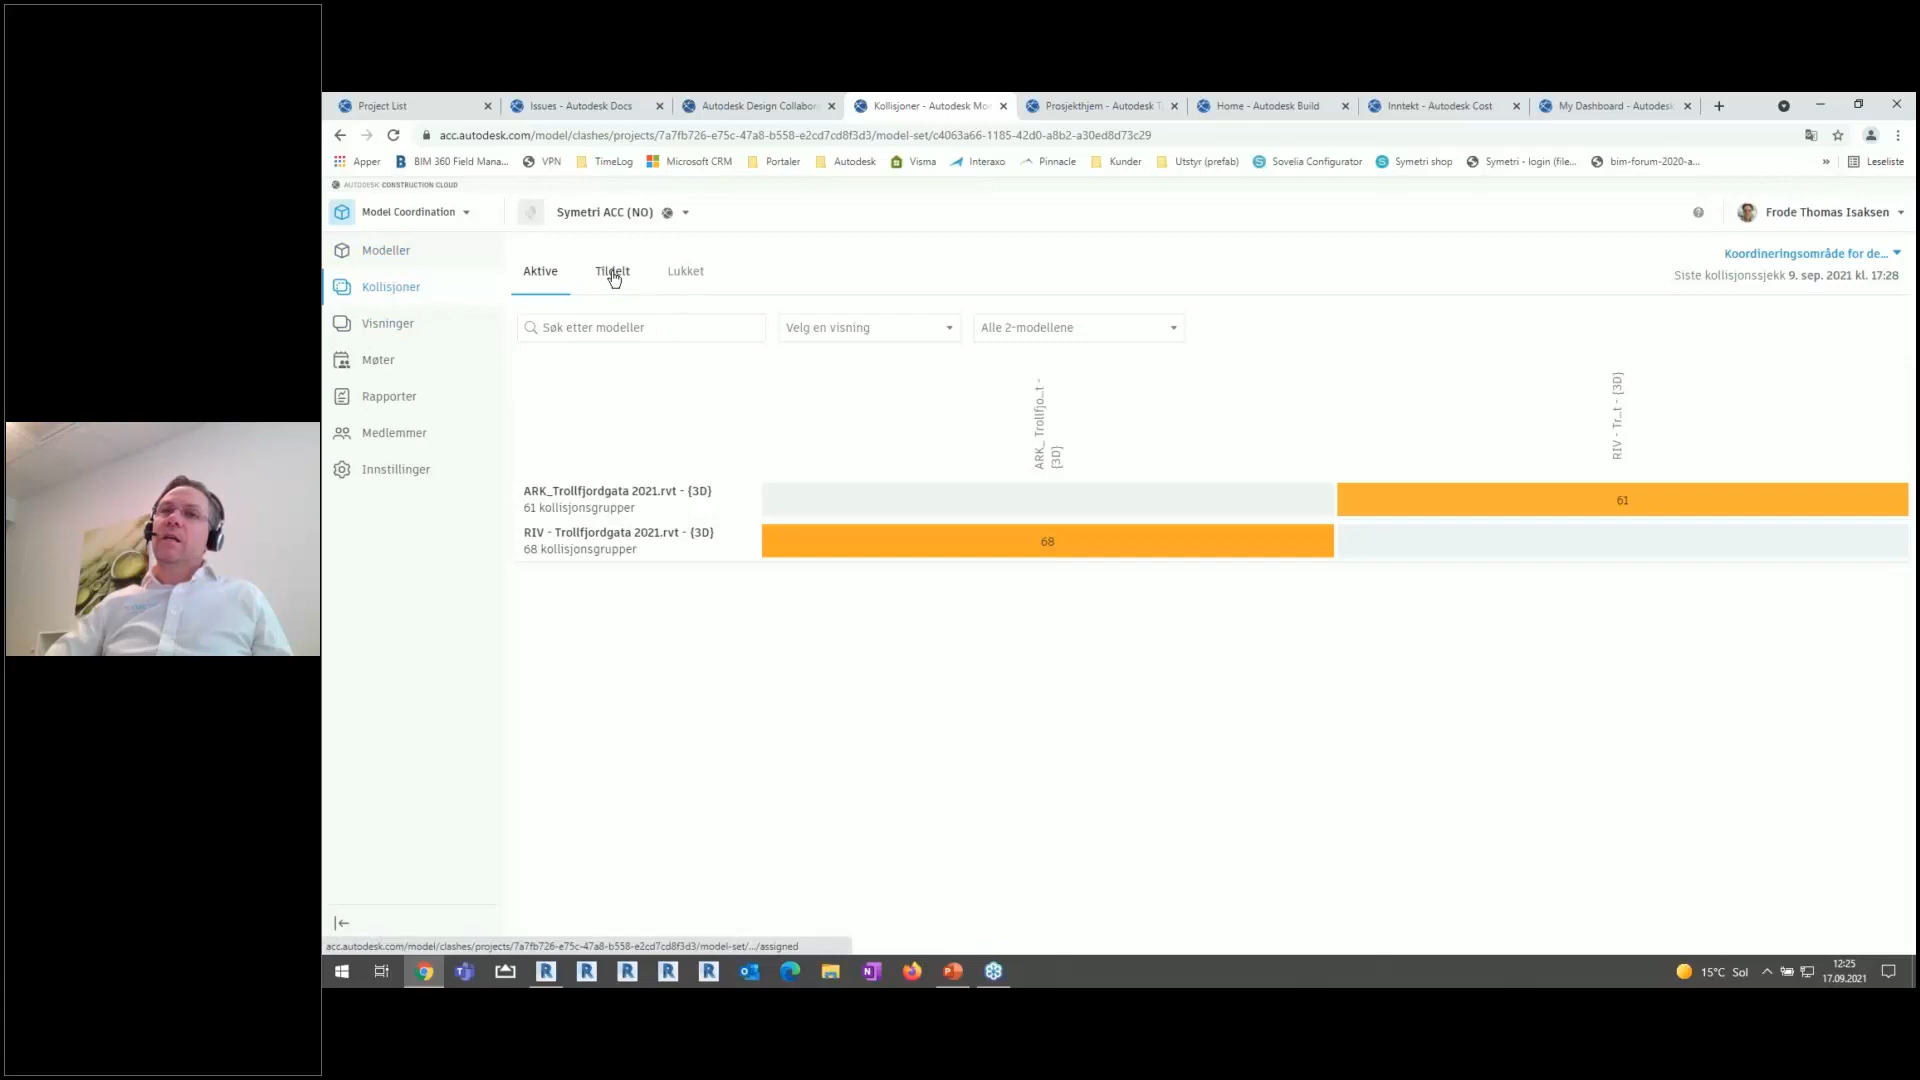 Project List
Issues - Autodesk Docs
Autodesk Design Collabor
Kollisjoner - Autodesk Mo
Prosjekthjem - Autodesk T
Home - Autodesk Build
Inntekt - Autodesk Cost
My Dashboard - Autodesk
acc.autodesk.com/model/clashes/projects/7a7fb726-e75c-47a8-b558-e2cd7cd8f3d3/model-set/c4063a66-1185-42d0-a8b2-a30ed8d73c29
Apper
BIM 360 Field Mana...
VPN
TimeLog
Microsoft CRM
Portaler
Autodesk
Visma
Interaxo
Pinnacle
Kunder
Utstyr (prefab)
Sovelia Configurator
Symetri shop
Symetri - login (file...
bim-forum-2020-a...
»
Leseliste
AUTODESK CONSTRUCTION CLOUD
Model Coordination
Symetri ACC (NO)
Frode Thomas Isaksen
Modeller
Kollisjoner
Visninger
Møter
Rapporter
Medlemmer
Innstillinger
Aktive
Tildelt
Lukket
Koordineringsområde for de...
Siste kollisjonssjekk 9. sep. 2021 kl. 17:28
Søk etter modeller
Velg en visning
Alle 2-modellene
ARK_ Trollfjo...t -
{3D}
RIV - Tr...t - {3D}
ARK_Trollfjordgata 2021.rvt - {3D}
61 kollisjonsgrupper
61
RIV - Trollfjordgata 2021.rvt - {3D}
68 kollisjonsgrupper
68
acc.autodesk.com/model/clashes/projects/7a7fb726-e75c-47a8-b558-e2cd7cd8f3d3/model-set/.../assigned
15°C Sol
12:25
17.09.2021